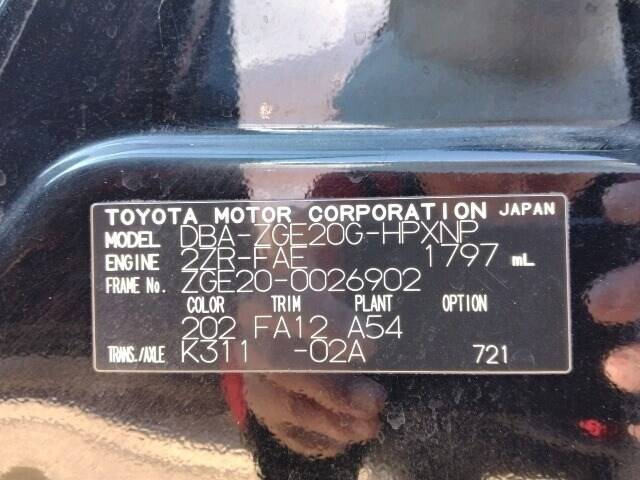 TOYOTA MOTOR CORPORATION JAPAN
MODEL DBA-ZGE20G-HPXNP
ENGINE 2ZR-FAE 1797 mL
FRAME No. ZGE20-0026902
COLOR TRIM PLANT OPTION
202 FA12 A54
TRANS./AXLE K311 -02A 721